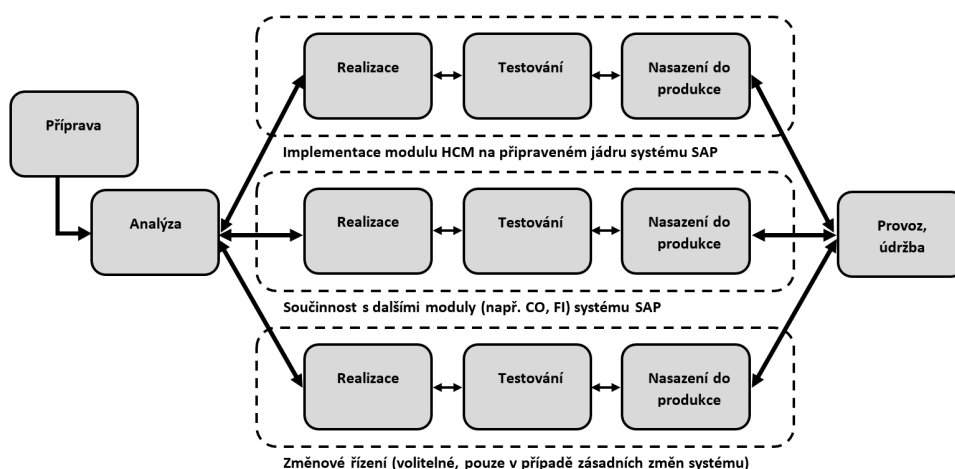 Příprava
Analýza
Realizace
Testování
Nasazení do
produkce
Implementace modulu HCM na připraveném jádru systému SAP
Realizace
Testování
Nasazení do
produkce
Součinnost s dalšími moduly (např. CO, FI) systému SAP
Realizace
Testování
Nasazení do
produkce
Změnové řízení (volitelné, pouze v případě zásadních změn systému)
Provoz,
údržba